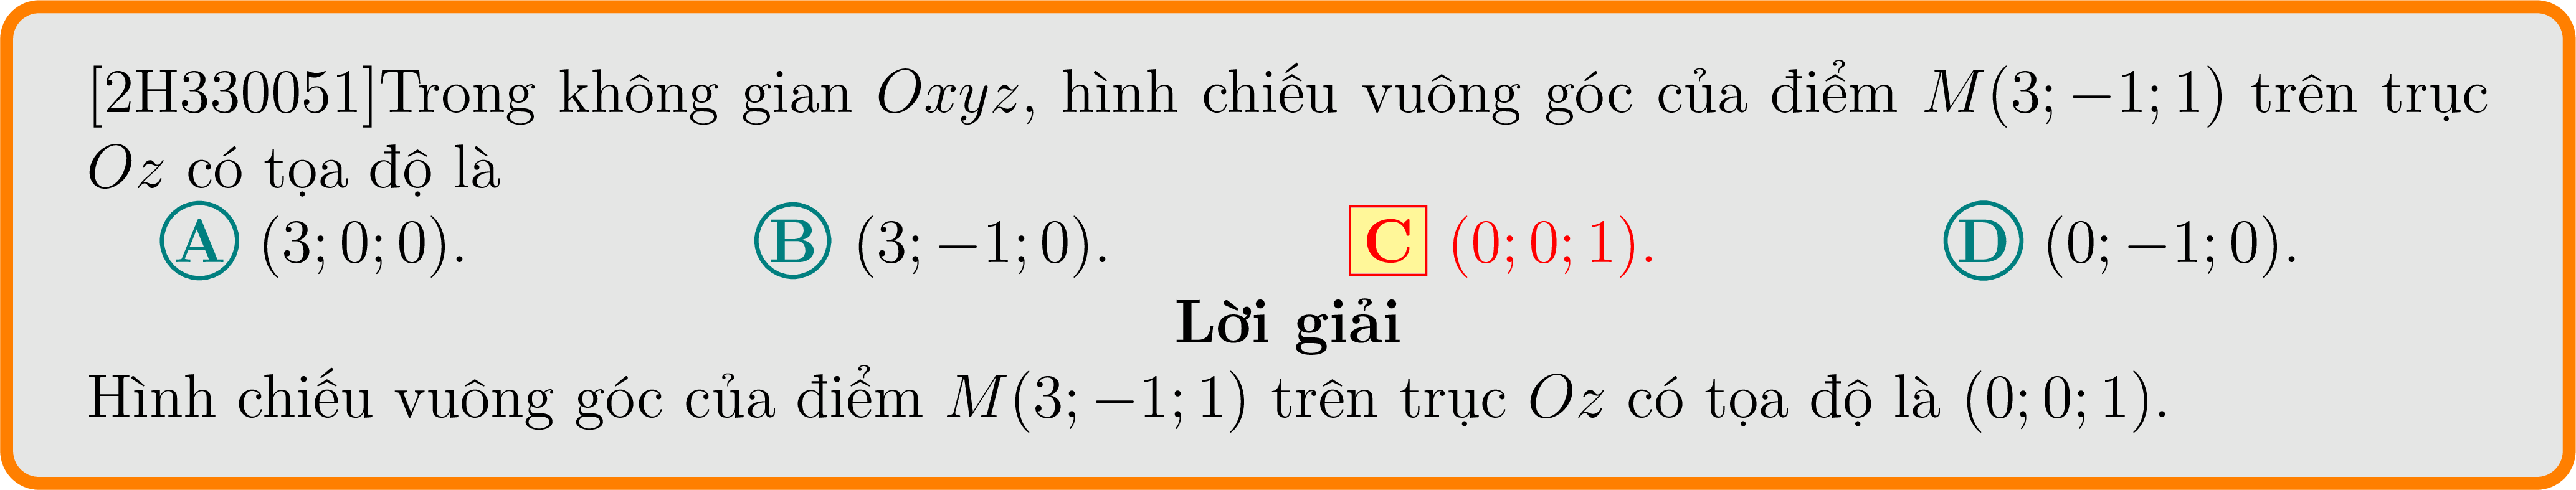 [2H330051]Trong không gian Oxyz, hình chiếu vuông góc của điểm M(3; −1; 1) trên trục
Oz có tọa độ là
A (3; 0; 0). B (3; −1; 0). C (0; 0; 1). D (0; −1; 0).
Lời giải
Hình chiếu vuông góc của điểm M(3; −1; 1) trên trục Oz có tọa độ là (0; 0; 1).